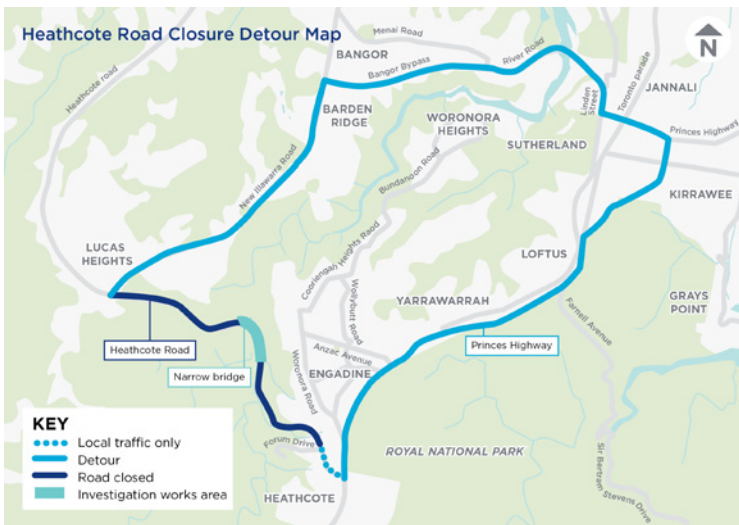 Heathcote Road Closure Detour Map
N
Menai Road
BANGOR
River Road
Bangor Bypass
Heathcote road
Toronto parade
JANNALI
Linden
Street
BARDEN
RIDGE
WORONORA
HEIGHTS
Princes Highway
SUTHERLAND
New Illawarra Road
Bundanoon Road
KIRRAWEE
LUCAS
HEIGHTS
Heights Raod
LOFTUS
Woollybutt Road
YARRAWARRAH
GRAYS
POINT
Farnell Avenue
Heathcote Road
Anzac Avenue
Princes Highway
Narrow bridge
ENGADINE
Woronora Road
KEY
Local traffic only
Detour
Road closed
Investigation works area
Forum Drive
ROYAL NATIONAL PARK
Sir Bertram Stevens Drive
HEATHCOTE